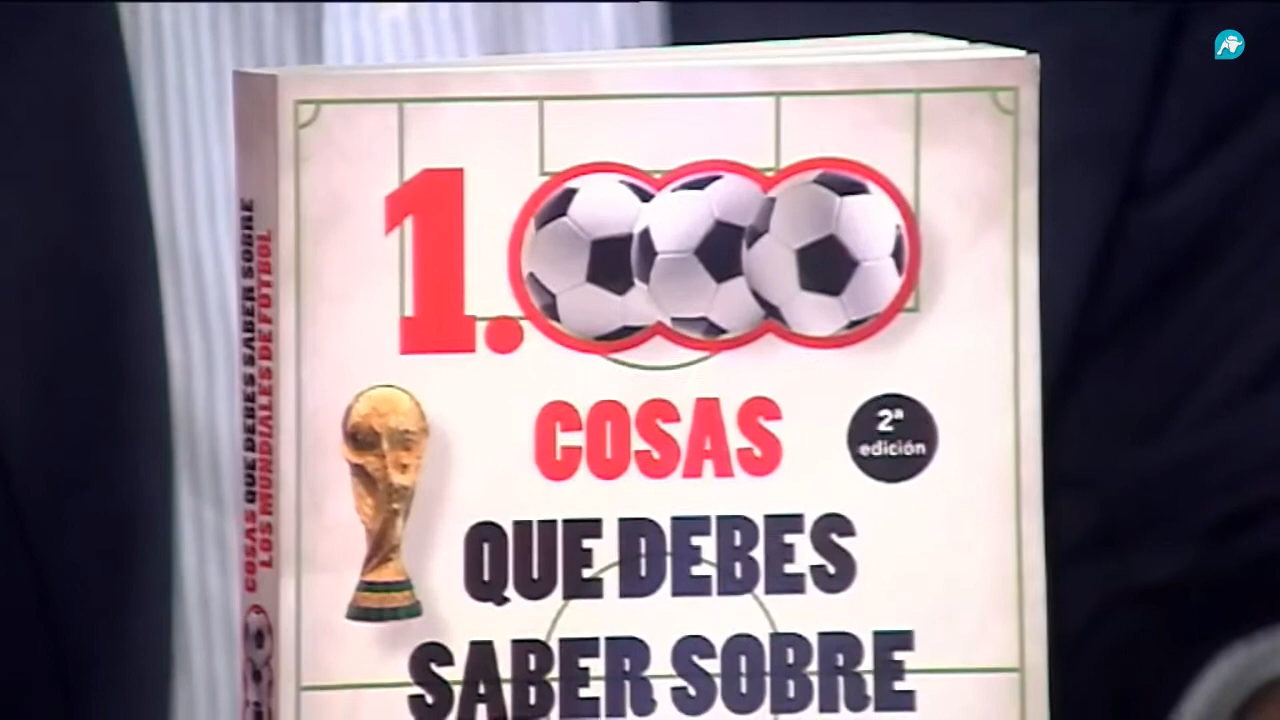 1.000
COSAS
2ª
edición
QUE DEBES
SABER SOBRE
COSAS QUE DEBES SABER SOBRE
LOS MUNDIALES DE FÚTBOL